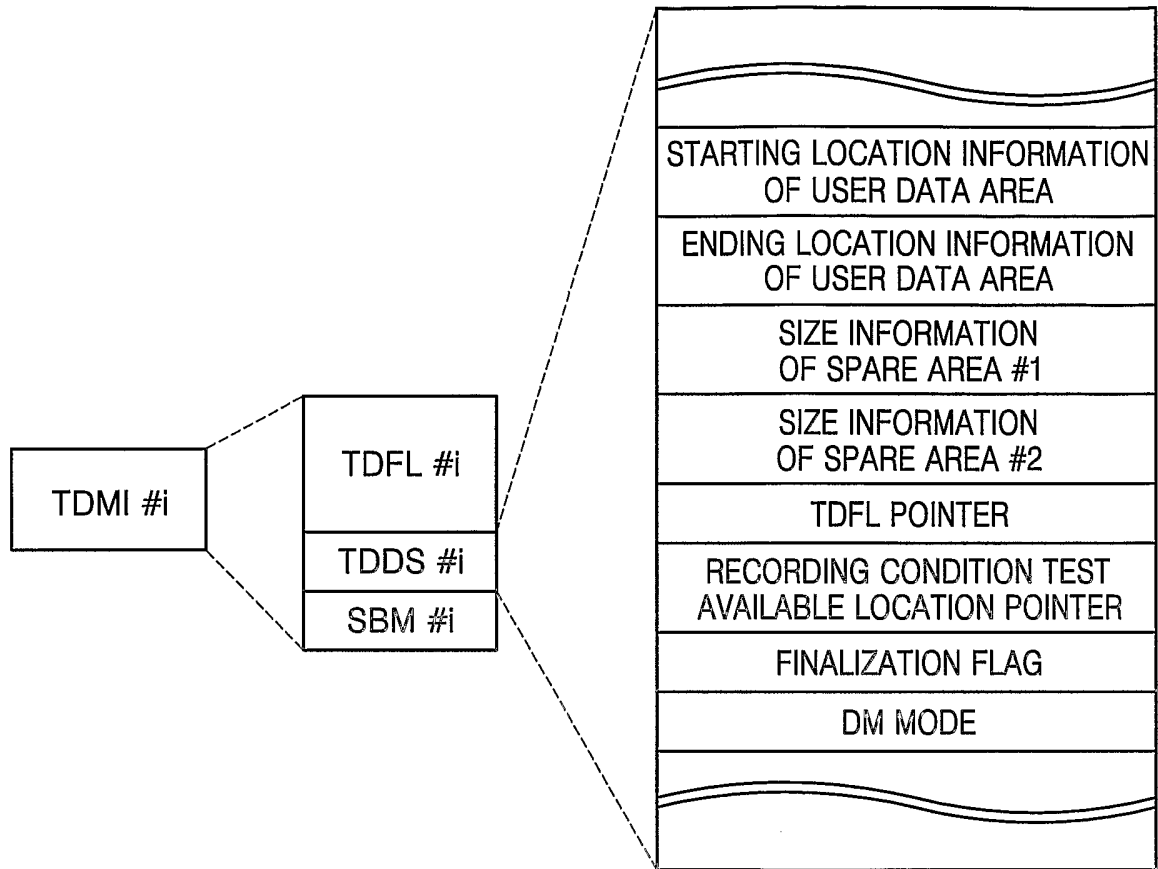 TDMI #i
TDFL #i
TDDS #i
SBM #i
STARTING LOCATION INFORMATION
OF USER DATA AREA
ENDING LOCATION INFORMATION
OF USER DATA AREA
SIZE INFORMATION
OF SPARE AREA #1
SIZE INFORMATION
OF SPARE AREA #2
TDFL POINTER
RECORDING CONDITION TEST
AVAILABLE LOCATION POINTER
FINALIZATION FLAG
DM MODE